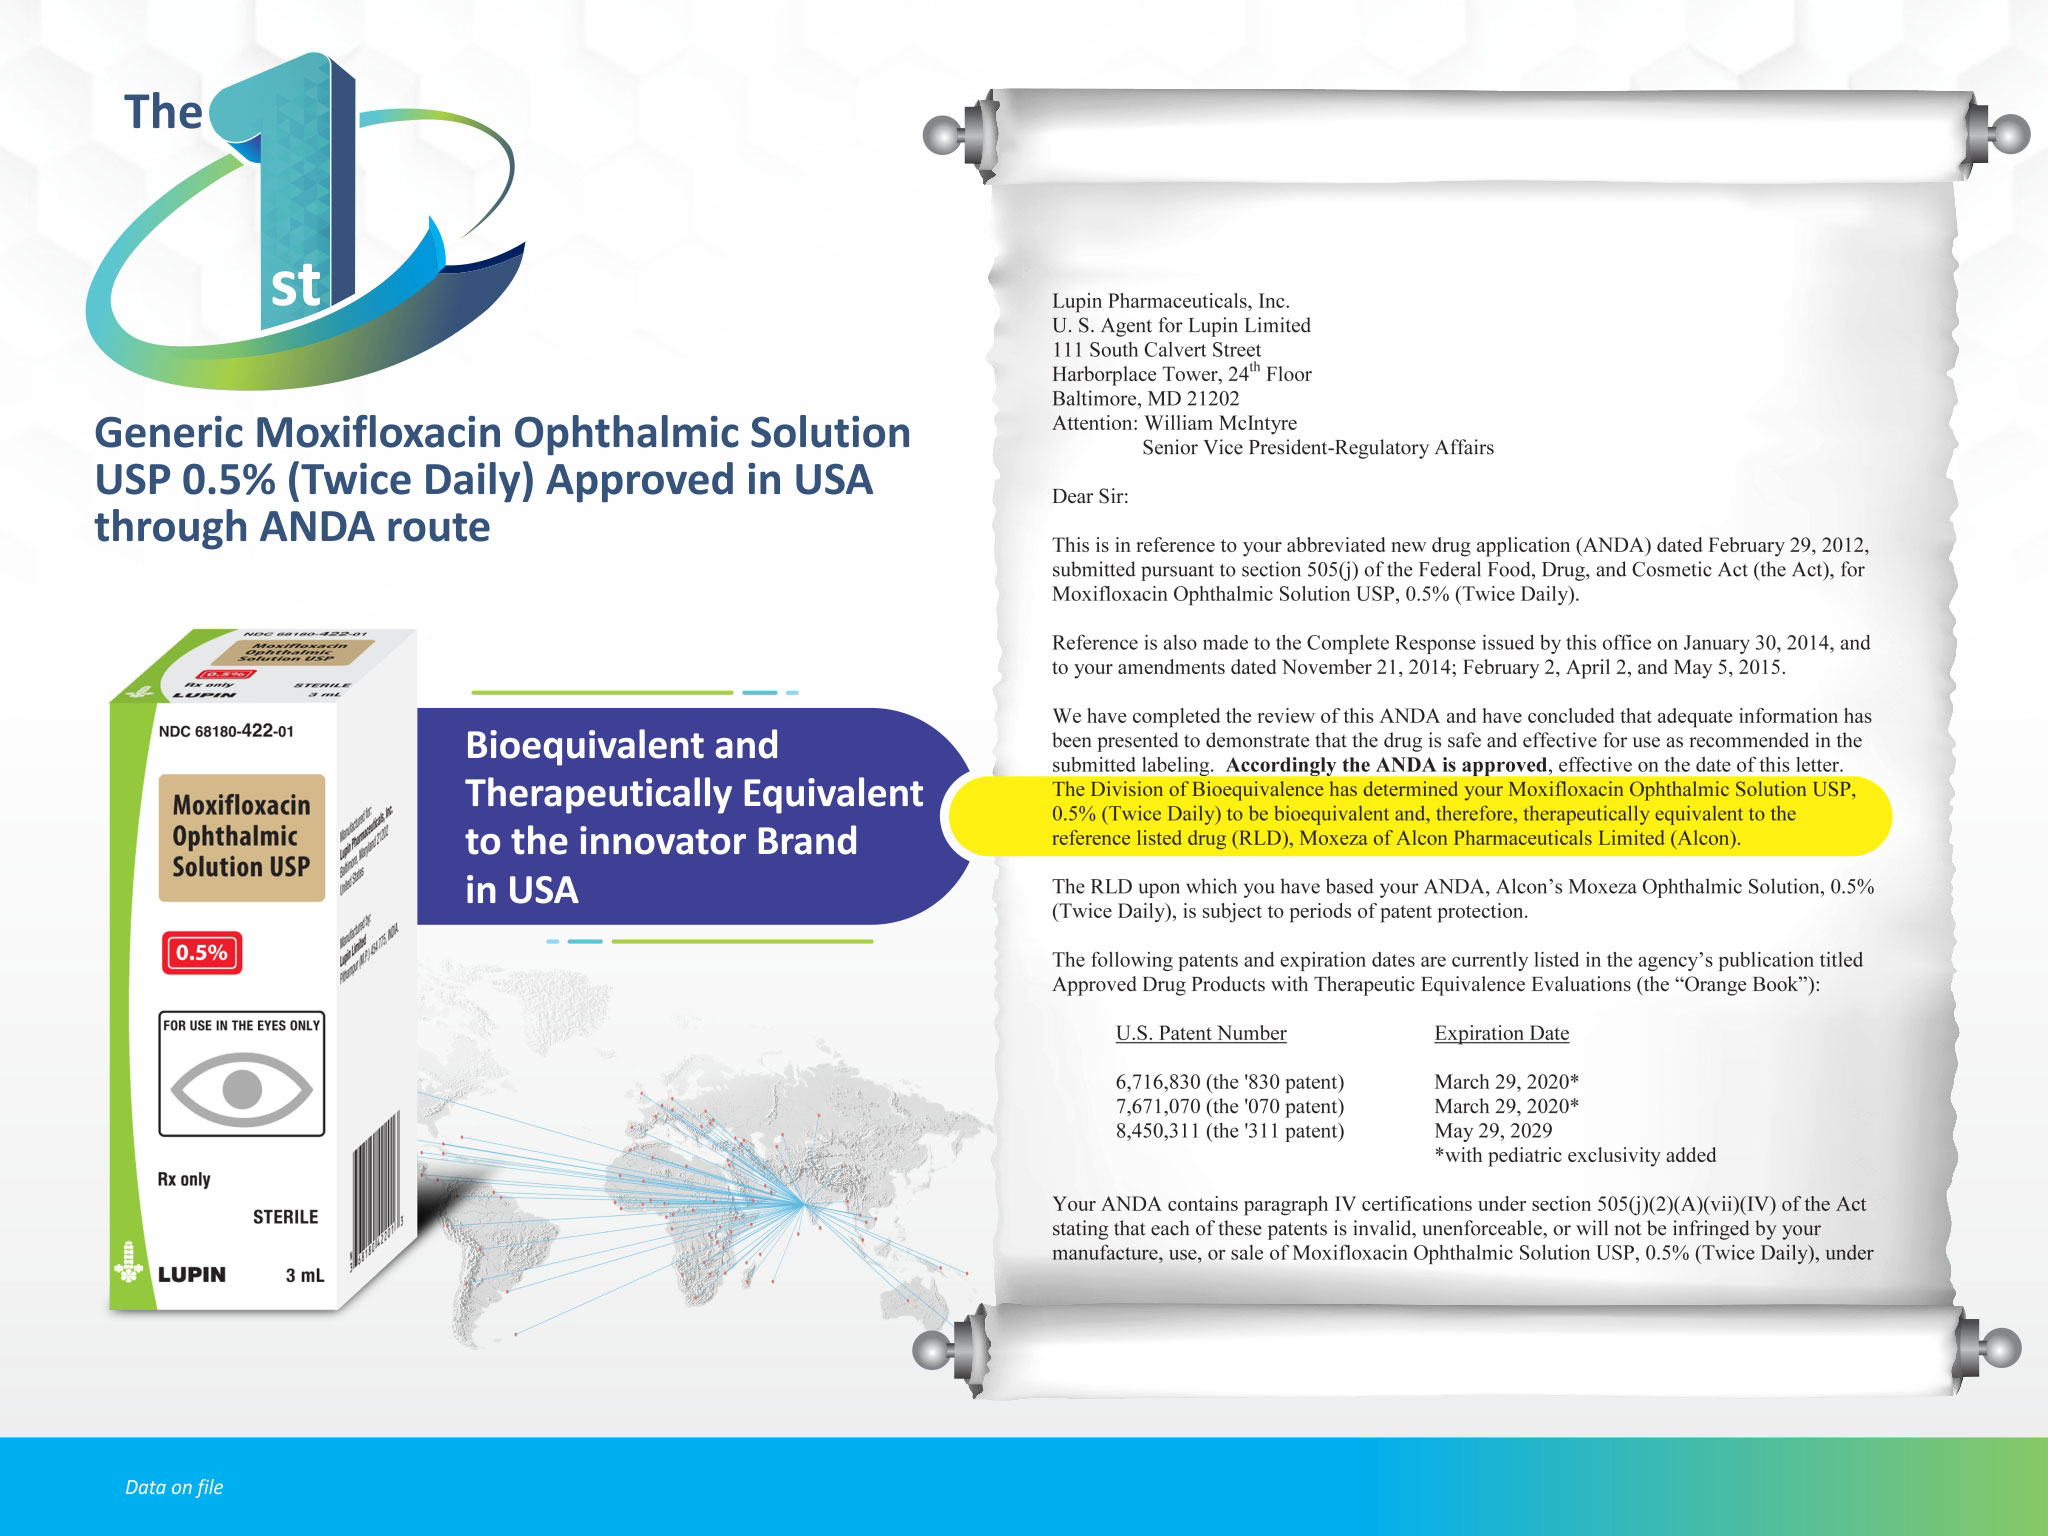 The 1st
Generic Moxifloxacin Ophthalmic Solution
USP 0.5% (Twice Daily) Approved in USA
through ANDA route
NDC 68180-422-01
Moxifloxacin
Ophthalmic
Solution USP
0.5%
Rx only
STERILE
LUPIN
3 mL
NDC 68180-422-01
Moxifloxacin
Ophthalmic
Solution USP
0.5%
FOR USE IN THE EYES ONLY
Rx only
STERILE
LUPIN
3 mL
Manufactured for:
Lupin Pharmaceuticals, Inc.
Baltimore, Maryland 21202
United States
Manufactured by:
Lupin Limited
Pithampur (M.P.) 454 775, INDIA
Bioequivalent and
Therapeutically Equivalent
to the innovator Brand
in USA
Lupin Pharmaceuticals, Inc.
U. S. Agent for Lupin Limited
111 South Calvert Street
Harborplace Tower, 24th Floor
Baltimore, MD 21202
Attention: William McIntyre
Senior Vice President-Regulatory Affairs
Dear Sir:
This is in reference to your abbreviated new drug application (ANDA) dated February 29, 2012,
submitted pursuant to section 505(j) of the Federal Food, Drug, and Cosmetic Act (the Act), for
Moxifloxacin Ophthalmic Solution USP, 0.5% (Twice Daily).
Reference is also made to the Complete Response issued by this office on January 30, 2014, and
to your amendments dated November 21, 2014; February 2, April 2, and May 5, 2015.
We have completed the review of this ANDA and have concluded that adequate information has
been presented to demonstrate that the drug is safe and effective for use as recommended in the
submitted labeling.  Accordingly the ANDA is approved, effective on the date of this letter.
The Division of Bioequivalence has determined your Moxifloxacin Ophthalmic Solution USP,
0.5% (Twice Daily) to be bioequivalent and, therefore, therapeutically equivalent to the
reference listed drug (RLD), Moxeza of Alcon Pharmaceuticals Limited (Alcon).
The RLD upon which you have based your ANDA, Alcon’s Moxeza Ophthalmic Solution, 0.5%
(Twice Daily), is subject to periods of patent protection.
The following patents and expiration dates are currently listed in the agency’s publication titled
Approved Drug Products with Therapeutic Equivalence Evaluations (the “Orange Book”):
U.S. Patent Number Expiration Date
6,716,830 (the '830 patent) March 29, 2020*
7,671,070 (the '070 patent) March 29, 2020*
8,450,311 (the '311 patent) May 29, 2029
*with pediatric exclusivity added
Your ANDA contains paragraph IV certifications under section 505(j)(2)(A)(vii)(IV) of the Act
stating that each of these patents is invalid, unenforceable, or will not be infringed by your
manufacture, use, or sale of Moxifloxacin Ophthalmic Solution USP, 0.5% (Twice Daily), under
Data on file